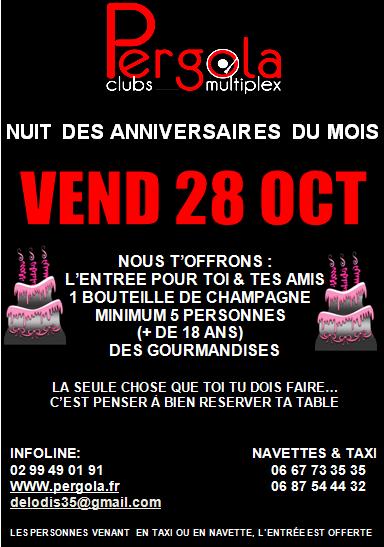 Pergola
clubs multiplex
NUIT DES ANNIVERSAIRES DU MOIS
VEND 28 OCT
NOUS T'OFFRONS :
L'ENTREE POUR TOI & TES AMIS
1 BOUTEILLE DE CHAMPAGNE
MINIMUM 5 PERSONNES
(+ DE 18 ANS)
DES GOURMANDISES
LA SEULE CHOSE QUE TOI TU DOIS FAIRE...
C'EST PENSER À BIEN RESERVER TA TABLE
INFOLINE: NAVETTES & TAXI
02 99 49 01 91 06 67 73 35 35
WWW.pergola.fr 06 87 54 44 32
delodis35@gmail.com
LES PERSONNES VENANT EN TAXI OU EN NAVETTE, L'ENTRÉE EST OFFERTE